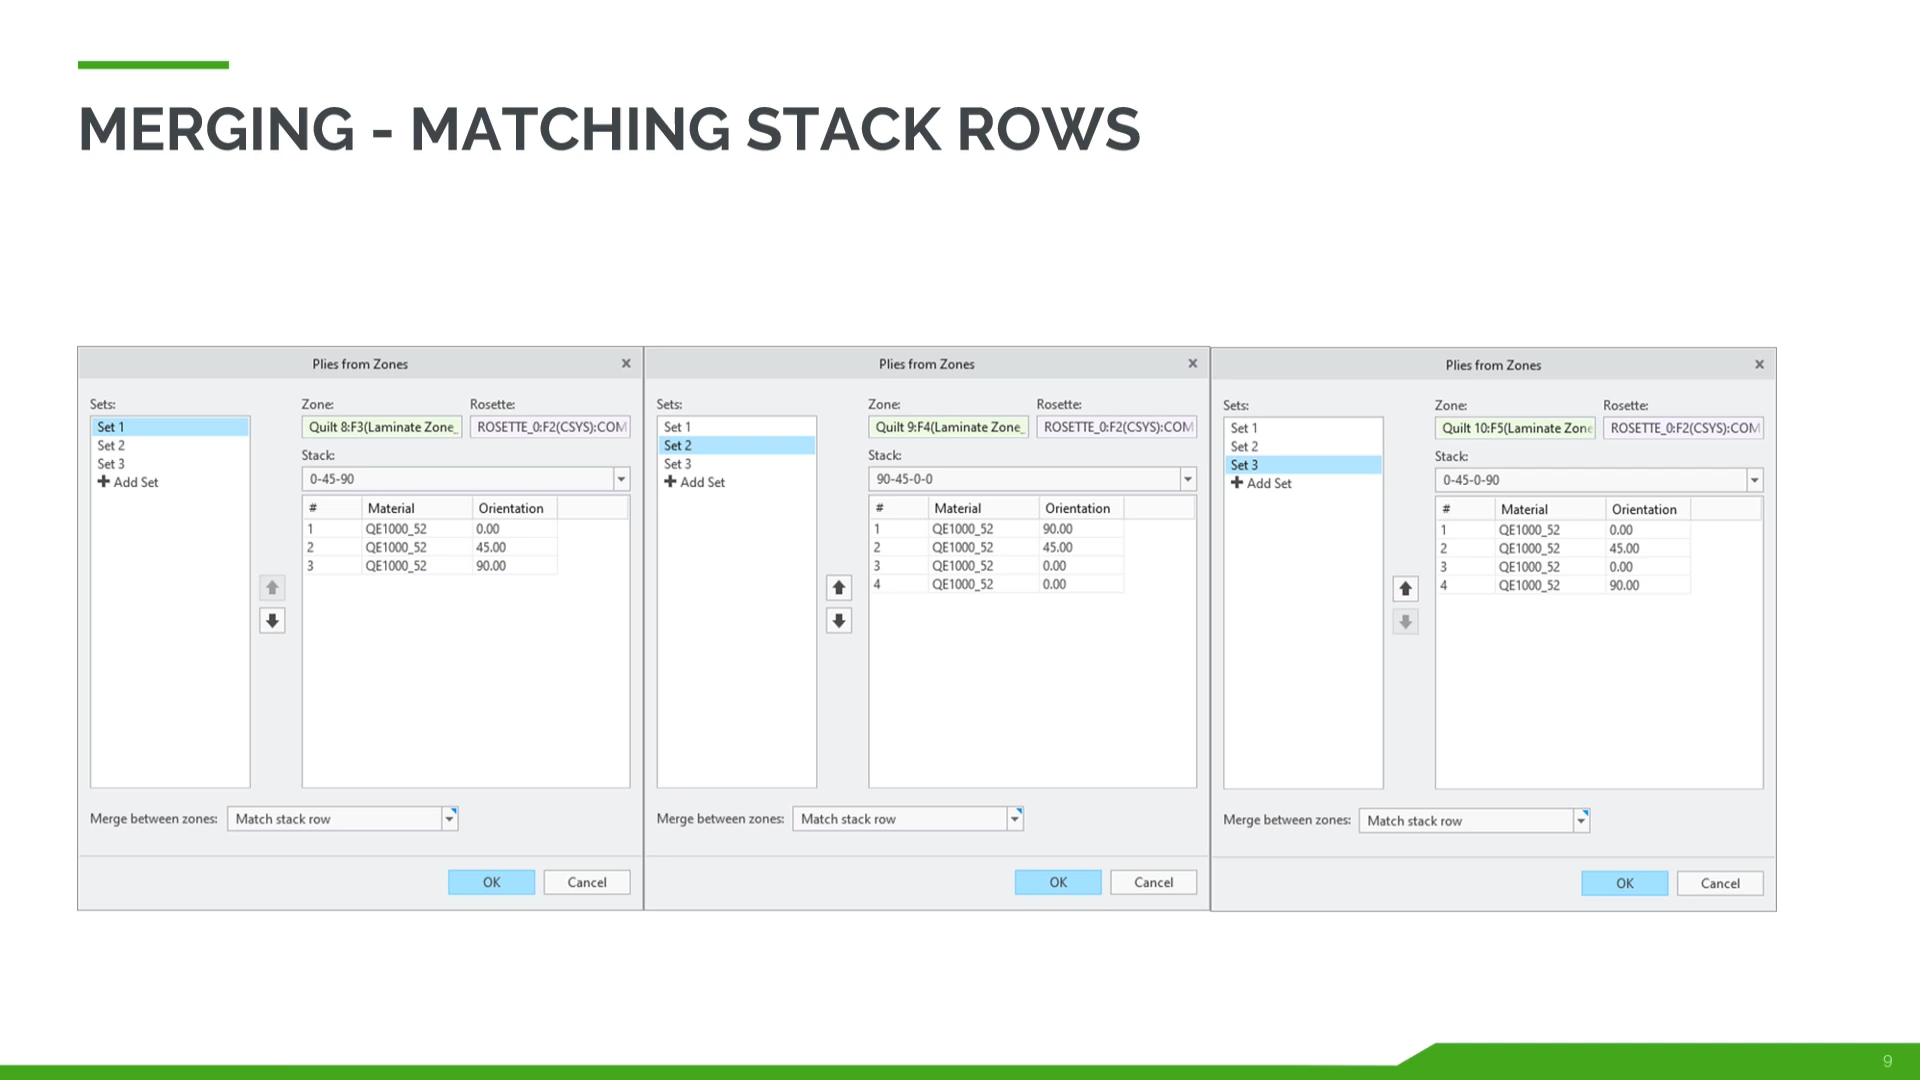 MERGING - MATCHING STACK ROWS
Plies from Zones
Sets:
Set 1
Set 2
Set 3
Add Set
Zone:
Rosette:
Quilt 8:F3(Laminate Zone_
ROSETTE_0:F2(CSYS):COM
Stack:
0-45-90
# Material Orientation
1 QE1000_52 0.00
2 QE1000_52 45.00
3 QE1000_52 90.00
Merge between zones: Match stack row
OK Cancel
Plies from Zones
Sets:
Set 1
Set 2
Set 3
Add Set
Zone:
Rosette:
Quilt 9:F4(Laminate Zone_
ROSETTE_0:F2(CSYS):COM
Stack:
90-45-0-0
# Material Orientation
1 QE1000_52 90.00
2 QE1000_52 45.00
3 QE1000_52 0.00
4 QE1000_52 0.00
Merge between zones: Match stack row
OK Cancel
Plies from Zones
Sets:
Set 1
Set 2
Set 3
Add Set
Zone:
Rosette:
Quilt 10:F5(Laminate Zone
ROSETTE_0:F2(CSYS):COM
Stack:
0-45-0-90
# Material Orientation
1 QE1000_52 0.00
2 QE1000_52 45.00
3 QE1000_52 0.00
4 QE1000_52 90.00
Merge between zones: Match stack row
OK Cancel
9